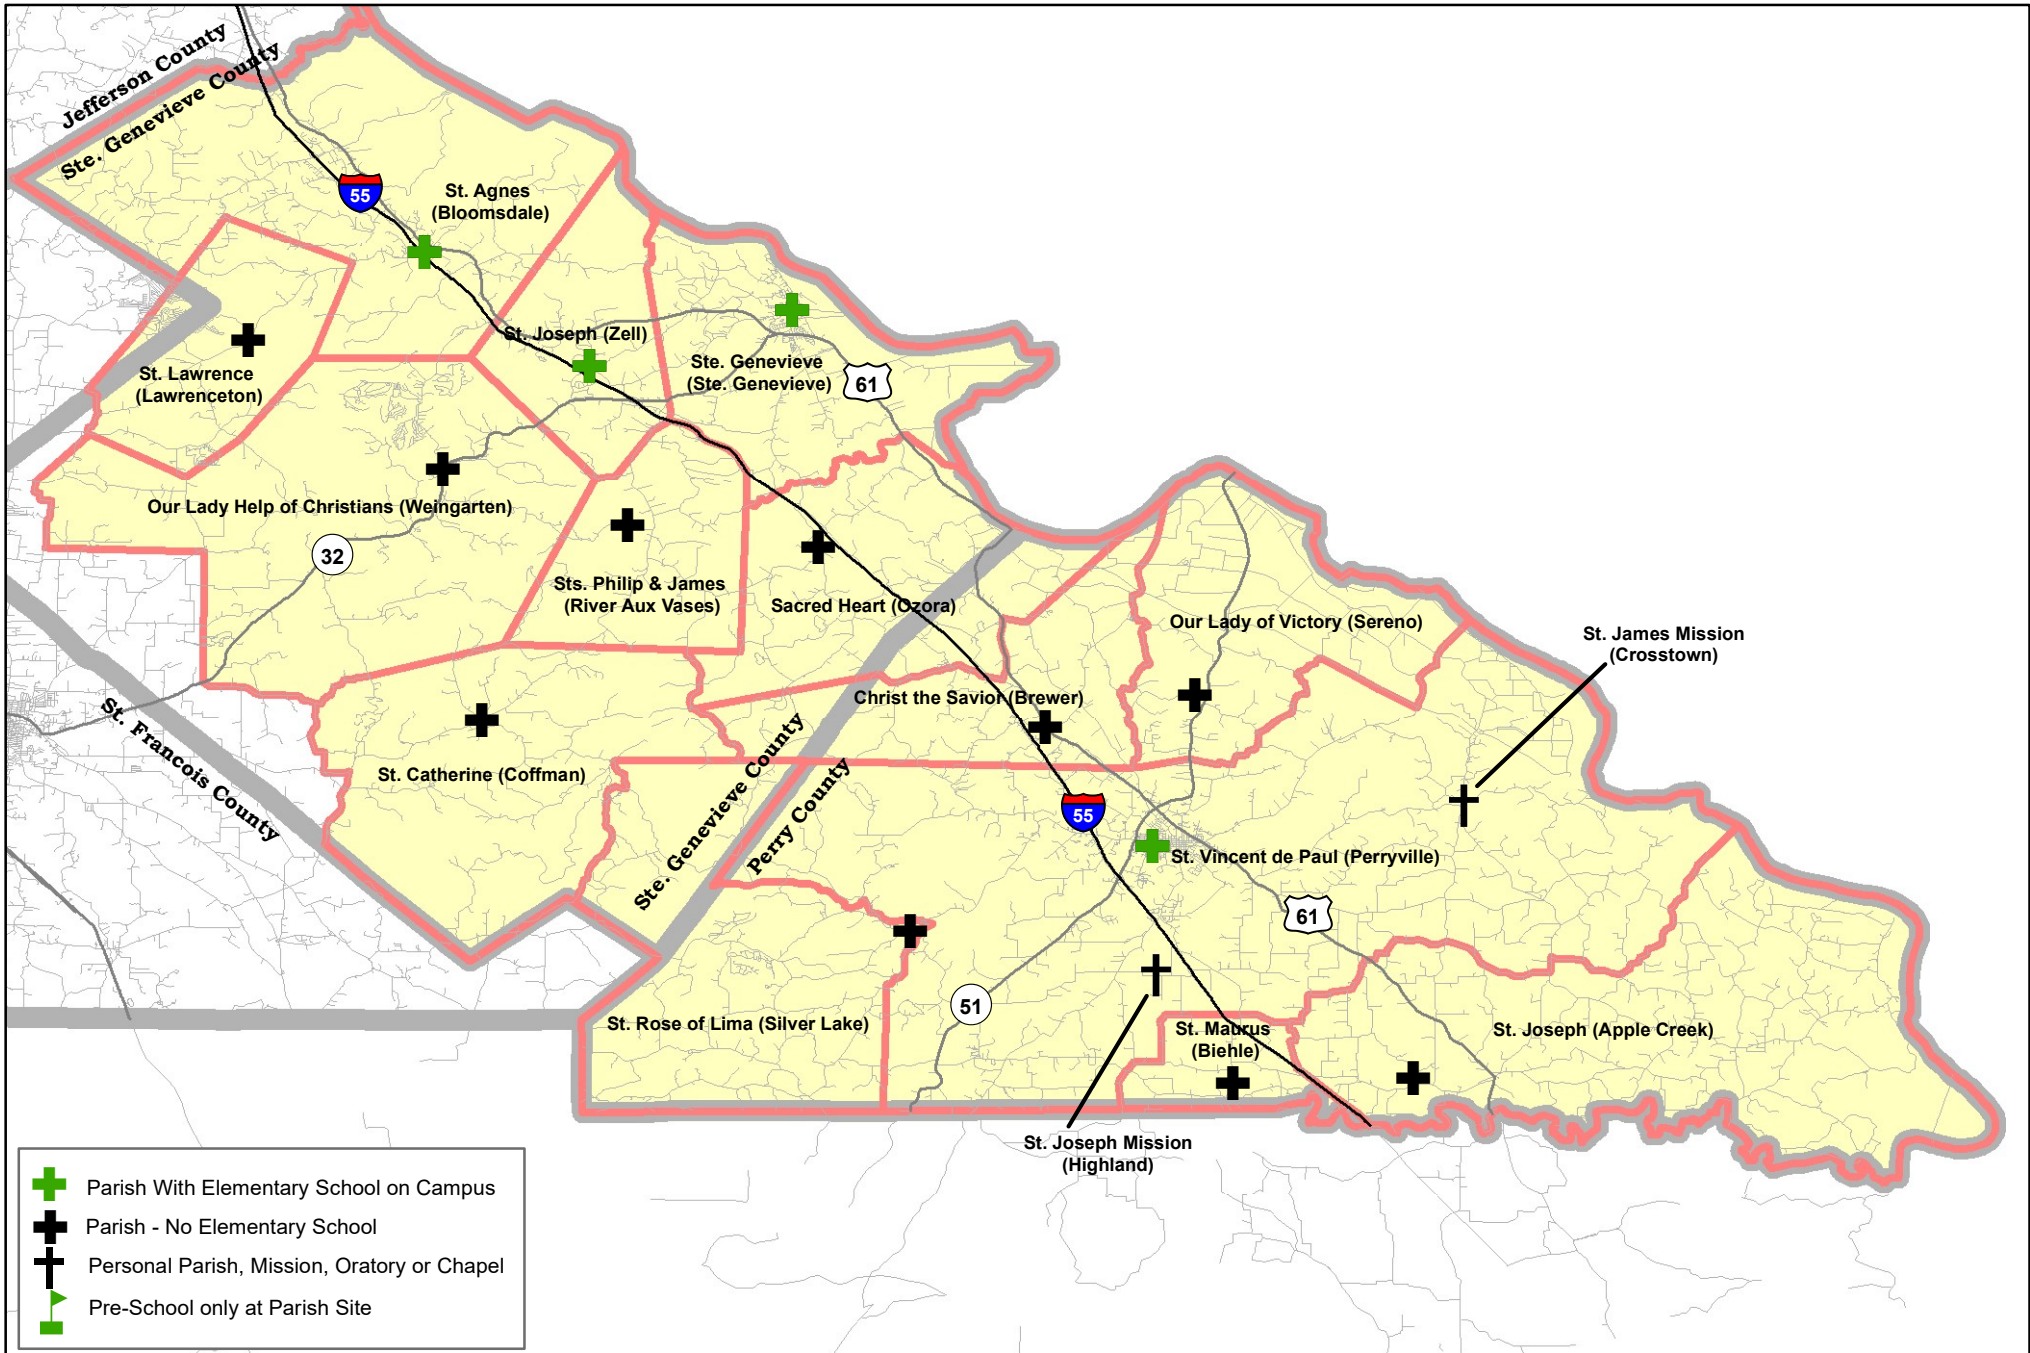 Jefferson County
Ste. Genevieve County
55
St. Agnes
(Bloomsdale)
St. Joseph (Zell)
Ste. Genevieve
(Ste. Genevieve)
61
St. Lawrence
(Lawrenceton)
Our Lady Help of Christians (Weingarten)
32
Sts. Philip & James
(River Aux Vases)
Sacred Heart (Ozora)
Our Lady of Victory (Sereno)
St. James Mission
(Crosstown)
Christ the Savior (Brewer)
St. Francois County
St. Catherine (Coffman)
Ste. Genevieve County
Perry County
55
St. Vincent de Paul (Perryville)
61
51
St. Rose of Lima (Silver Lake)
St. Maurus
(Biehle)
St. Joseph (Apple Creek)
St. Joseph Mission
(Highland)
Parish With Elementary School on Campus
Parish - No Elementary School
Personal Parish, Mission, Oratory or Chapel
Pre-School only at Parish Site